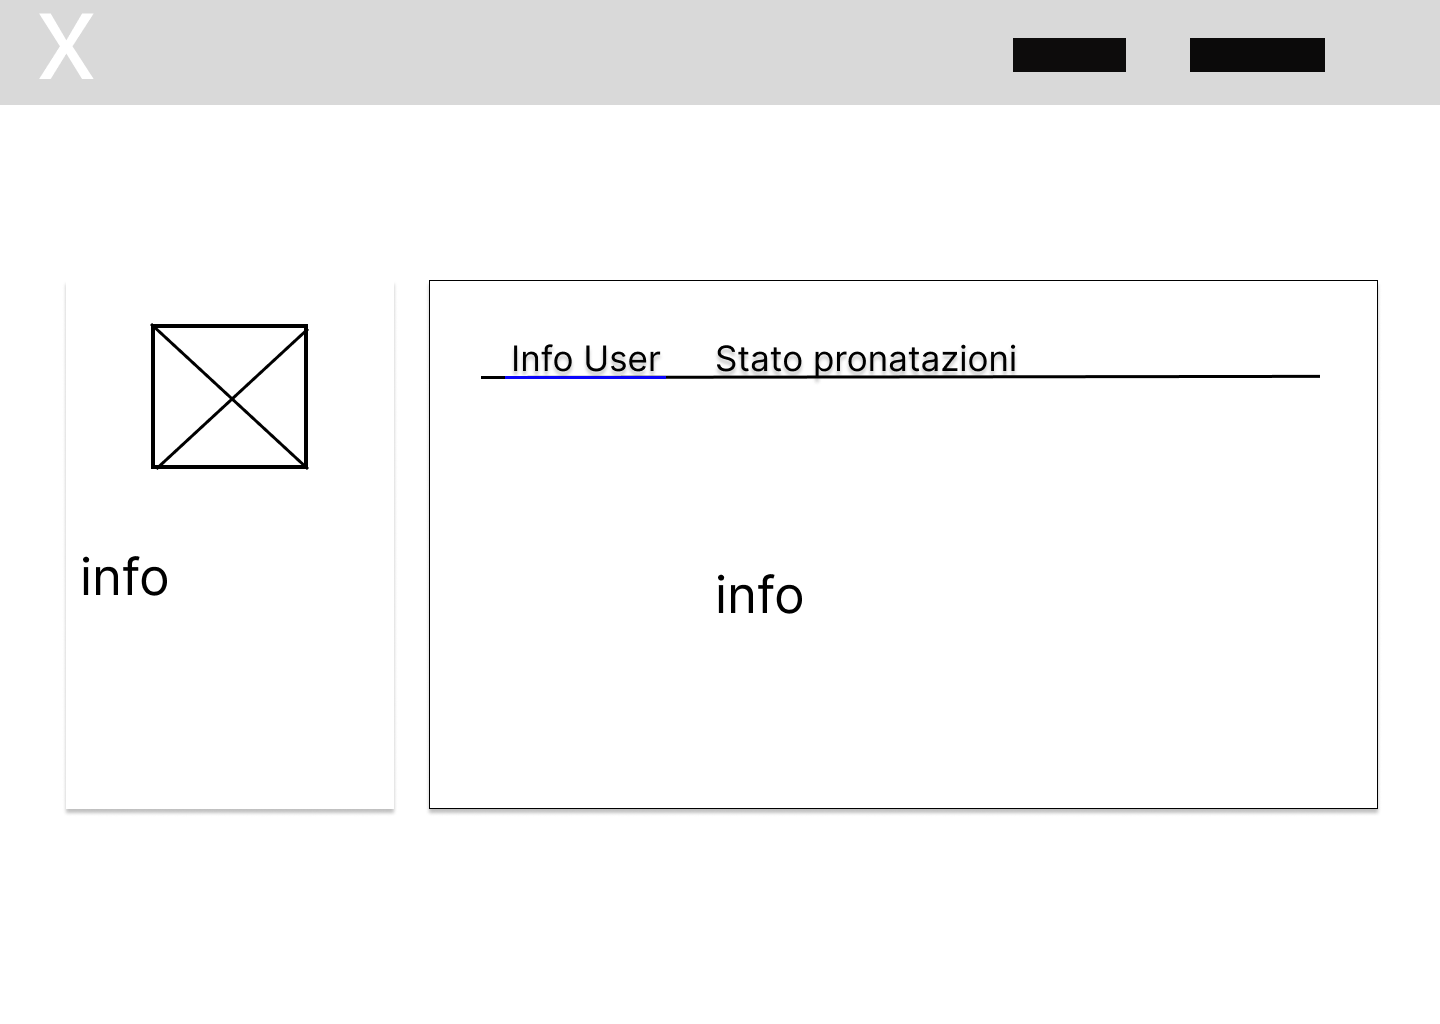 X
Info User
Stato pronatazioni
info
info